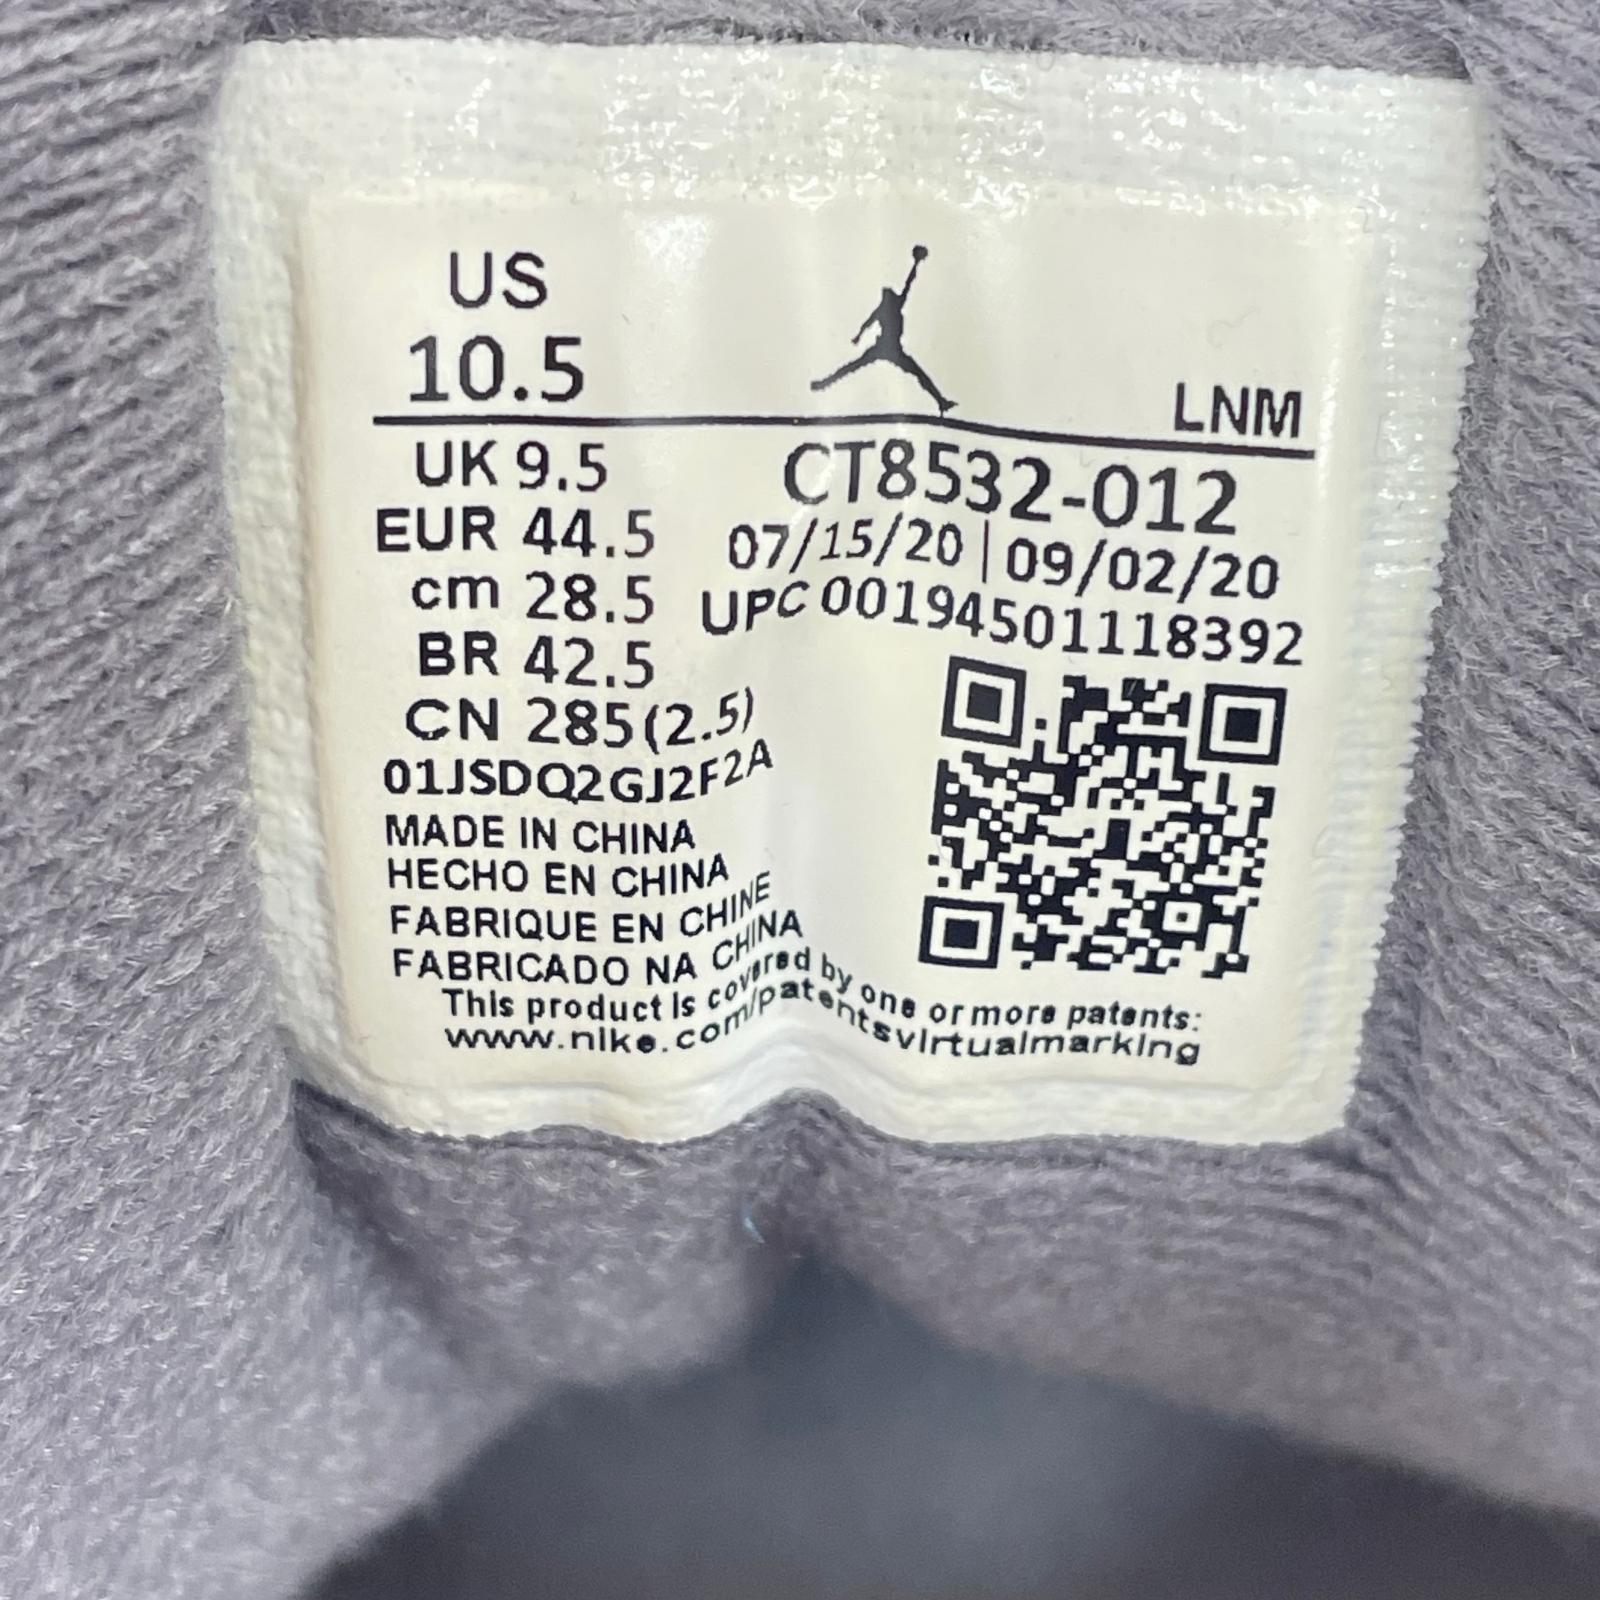 US
10.5
LNM
UK 9.5
EUR 44.5
cm 28.5
BR 42.5
CN 285(2.5)
01JSDQ2GJ2F2A
MADE IN CHINA
HECHO EN CHINA
FABRIQUE EN CHINE
FABRICADO NA CHINA
CT8532-012
07/15/20 | 09/02/20
UPC 00194501118392
This product is covered by one or more patents:
www.nike.com/patentsvirtualmarking